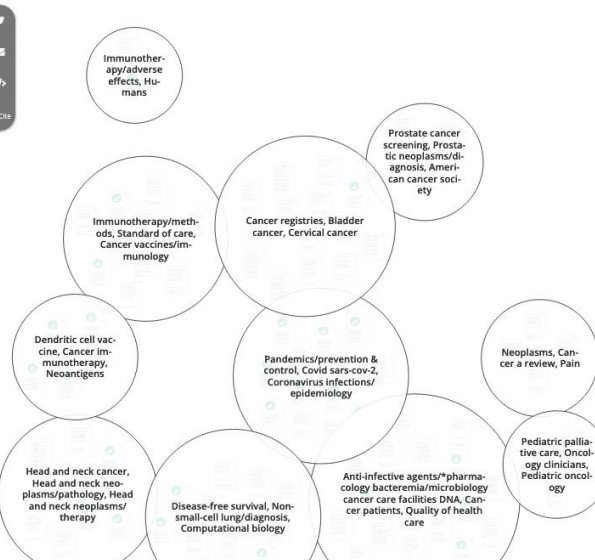 Cite
Immunother-
apy/adverse
effects, Hu-
mans
Prostate cancer
screening, Prosta-
tic neoplasms/di-
agnosis, Ameri-
can cancer soci-
ety
Immunotherapy/meth-
ods, Standard of care,
Cancer vaccines/im-
munology
Cancer registries, Bladder
cancer, Cervical cancer
Dendritic cell vac-
cine, Cancer im-
munotherapy,
Neoantigens
Pandemics/prevention &
control, Covid sars-cov-2,
Coronavirus infections/
epidemiology
Neoplasms, Can-
cer a review, Pain
Head and neck cancer,
Head and neck neo-
plasms/pathology, Head
and neck neoplasms/
therapy
Disease-free survival, Non-
small-cell lung/diagnosis,
Computational biology
Anti-infective agents/*pharma-
cology bacteremia/microbiology
cancer care facilities DNA, Can-
cer patients, Quality of health
care
Pediatric pallia-
tive care, Oncol-
ogy clinicians,
Pediatric oncol-
ogy